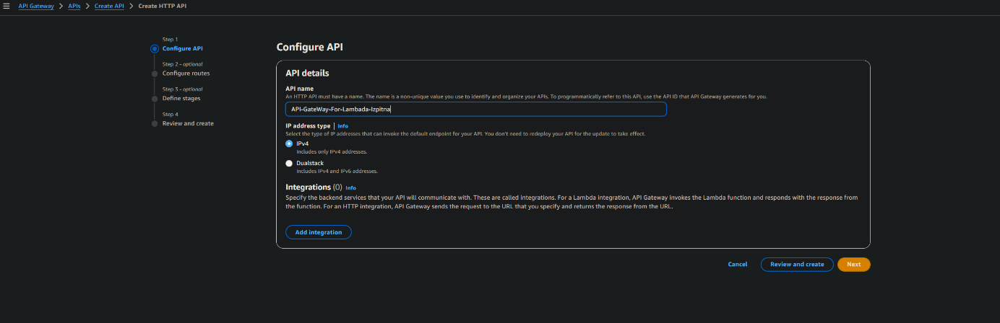 API Gateway > APIs > Create API > Create HTTP API
Step 1
Configure API
Step 2 - optional
Configure routes
Step 3 - optional
Define stages
Step 4
Review and create
Configure API
API details
API name
An HTTP API must have a name. The name is a non-unique value you use to identify and organize your APIs. To programmatically refer to this API, use the API ID that API Gateway generates for you.
API-GateWay-For-Lambada-Izpitna
IP address type | Info
Select the type of IP addresses that can invoke the default endpoint for your API. You don't need to redeploy your API for the update to take effect.
IPv4
Includes only IPv4 addresses.
Dualstack
Includes IPv4 and IPv6 addresses.
Integrations (0) Info
Specify the backend services that your API will communicate with. These are called integrations. For a Lambda integration, API Gateway invokes the Lambda function and responds with the response from
the function. For an HTTP integration, API Gateway sends the request to the URL that you specify and returns the response from the URL.
Add integration
Cancel
Review and create
Next